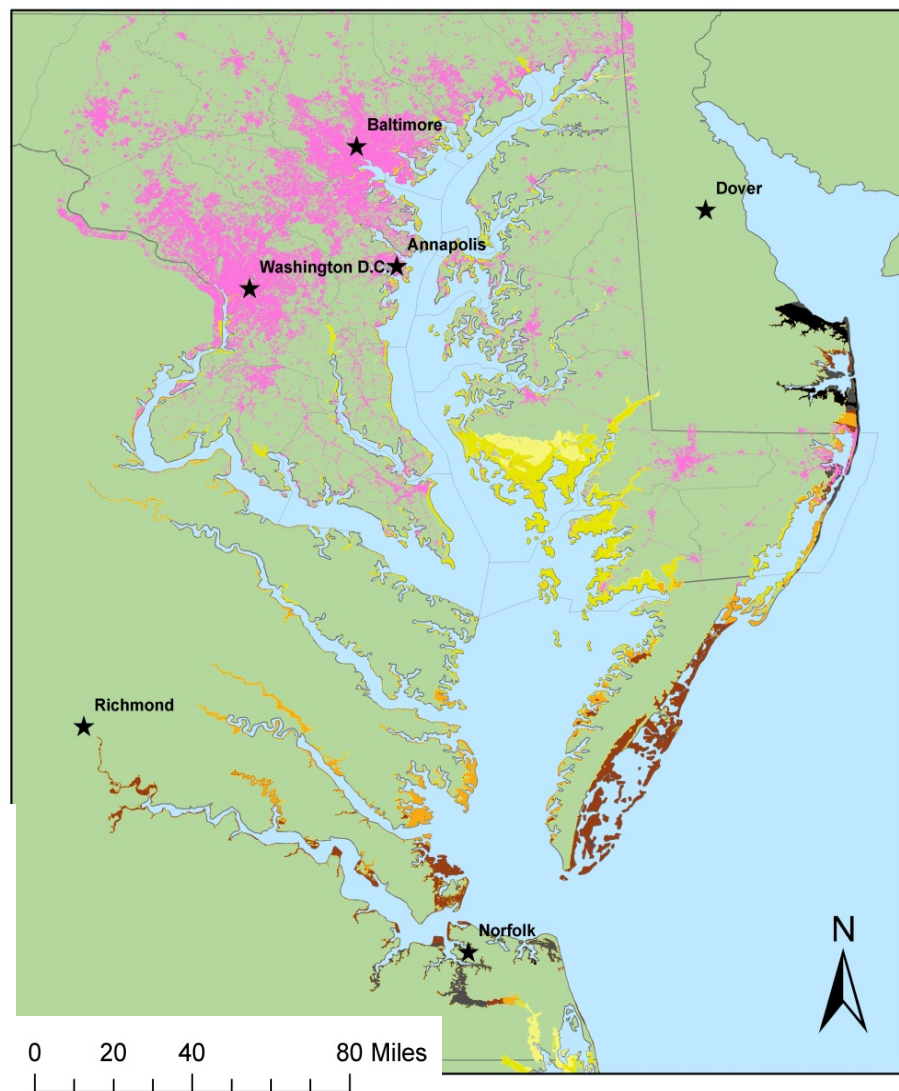 Baltimore
Dover
Annapolis
Washington D.C.
Richmond
Norfolk
N
0 20 40 80 Miles